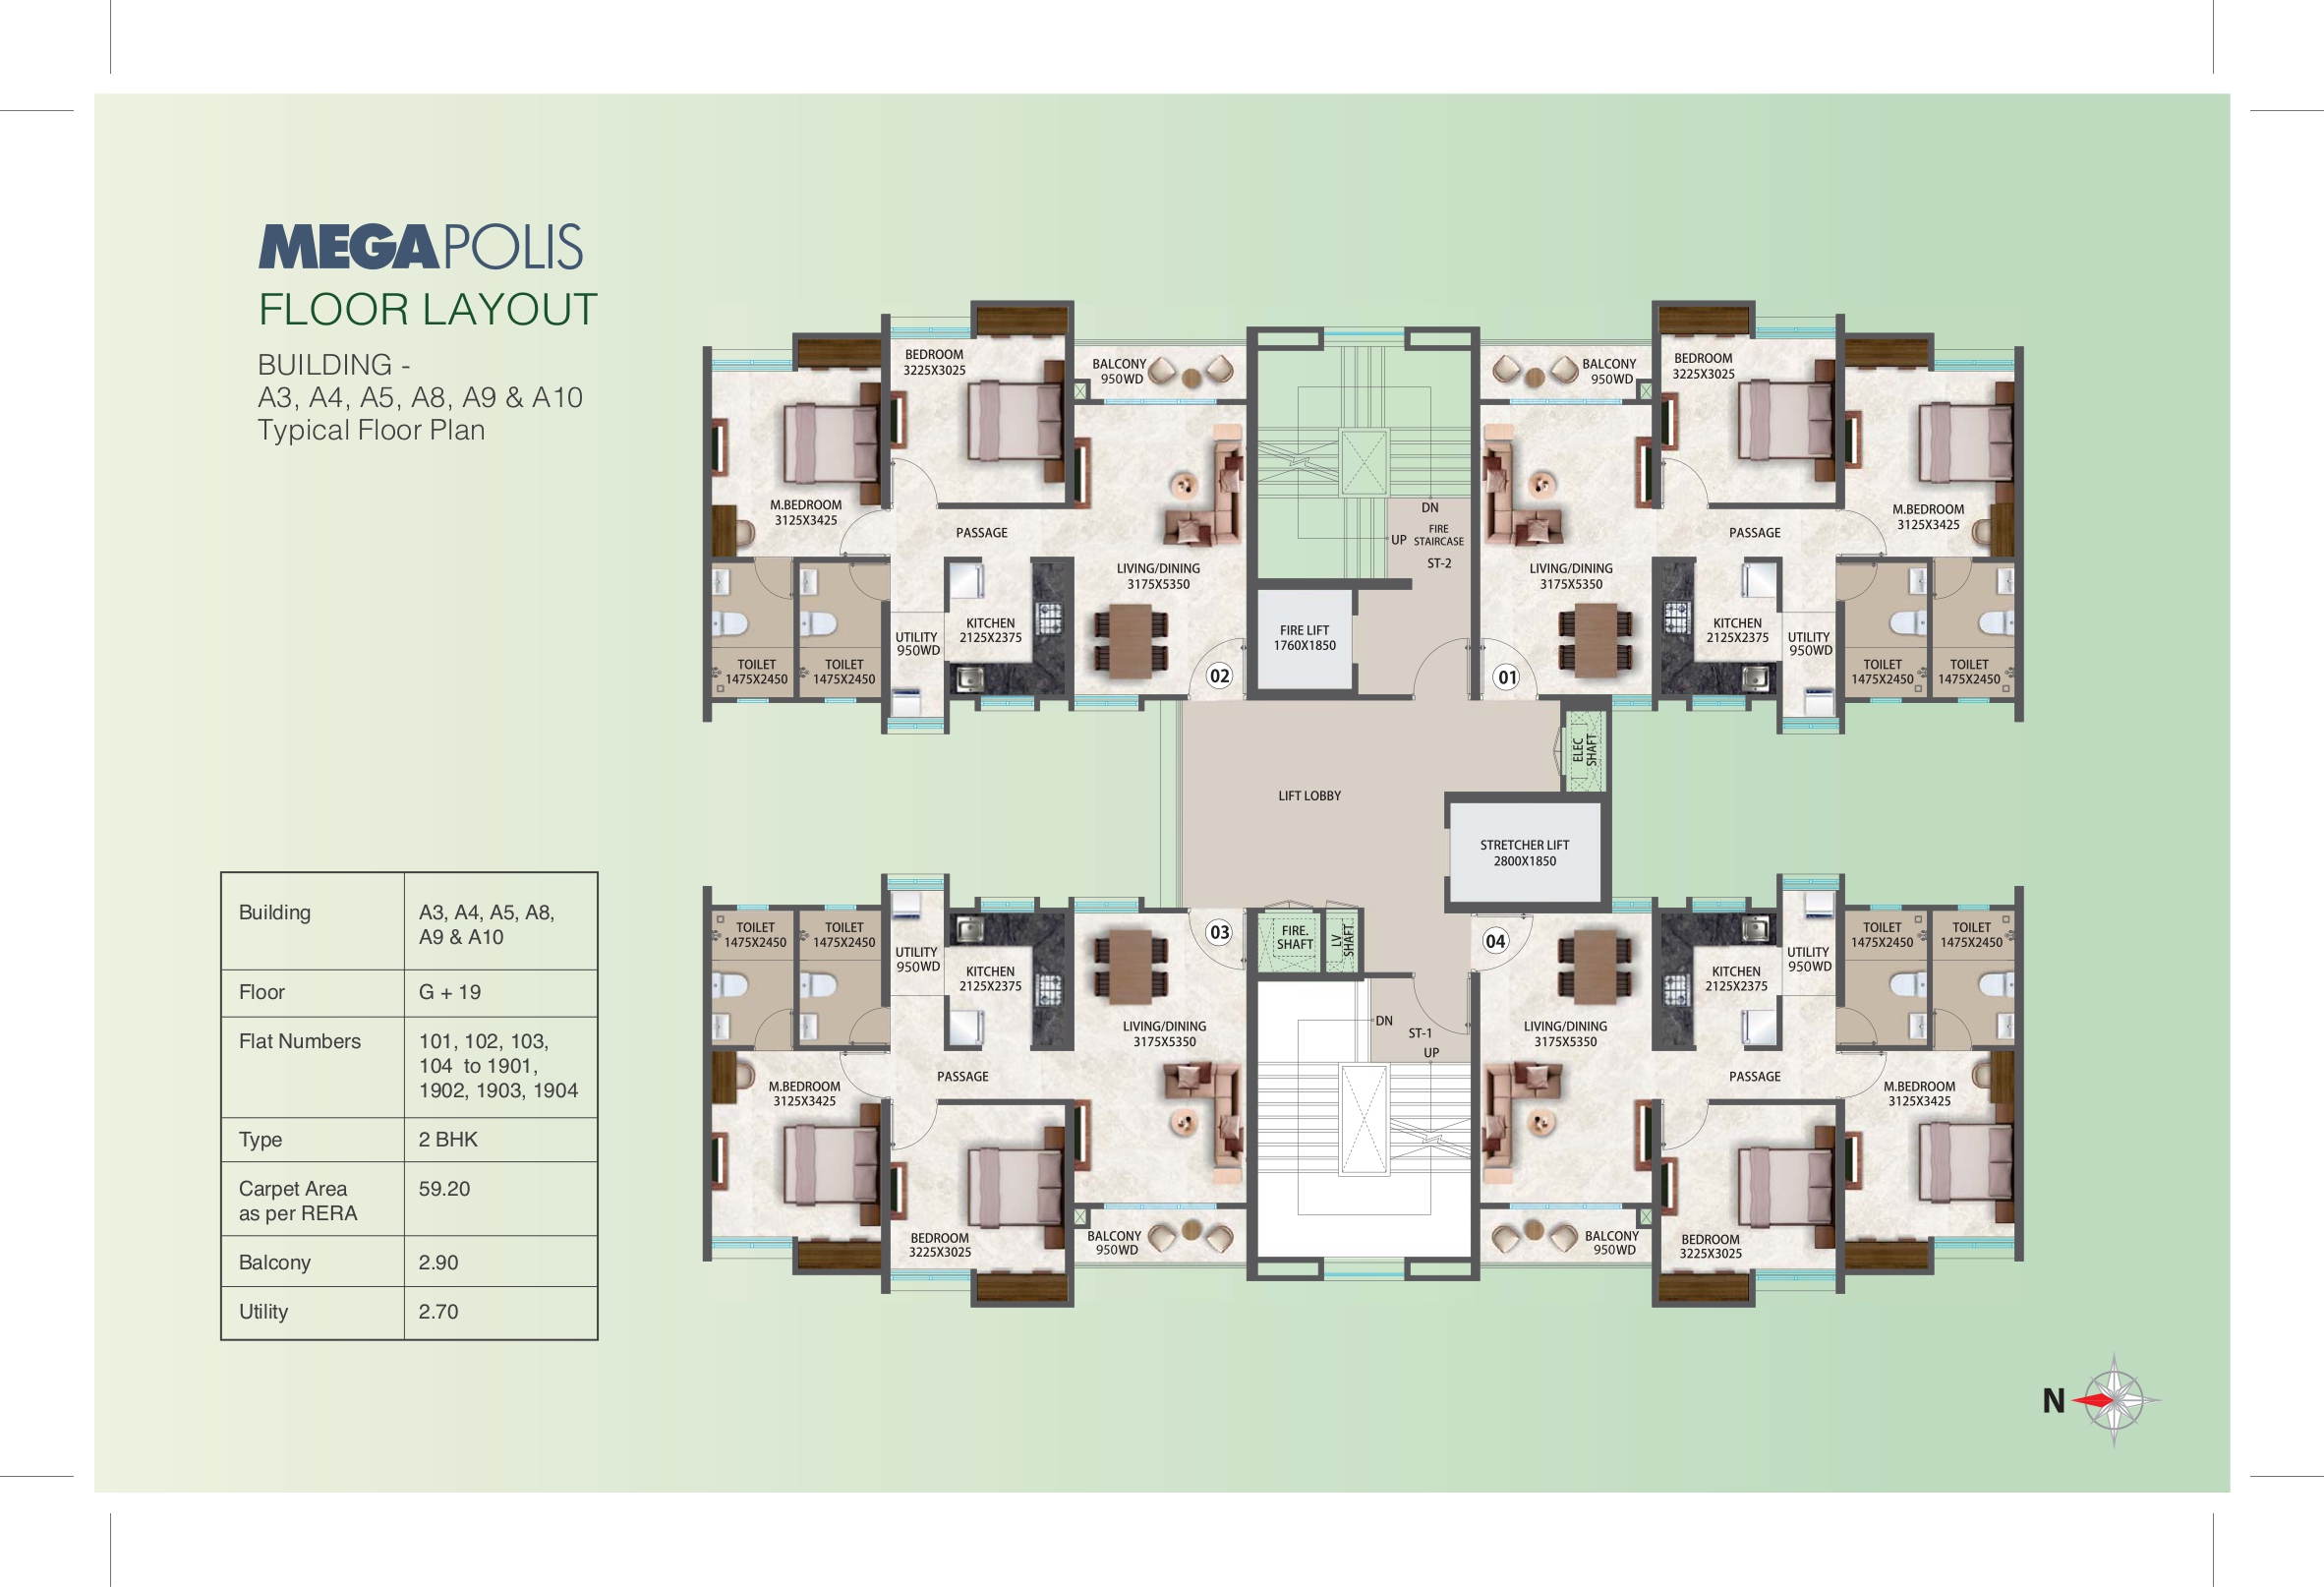 MEGAPOLIS
FLOOR LAYOUT
BUILDING -
A3, A4, A5, A8, A9 & A10
Typical Floor Plan
BEDROOM
3225X3025
BALCONY
950WD
M.BEDROOM
3125X3425
PASSAGE
LIVING/DINING
3175X5350
KITCHEN
2125X2375
UTILITY
950WD
TOILET
1475X2450
TOILET
1475X2450
02
DN
FIRE
STAIRCASE
UP
ST-2
FIRE LIFT
1760X1850
BALCONY
950WD
BEDROOM
3225X3025
M.BEDROOM
3125X3425
PASSAGE
LIVING/DINING
3175X5350
KITCHEN
2125X2375
UTILITY
950WD
TOILET
1475X2450
TOILET
1475X2450
01
ELEC
SHAFT
LIFT LOBBY
STRETCHER LIFT
2800X1850
TOILET
1475X2450
TOILET
1475X2450
UTILITY
950WD
KITCHEN
2125X2375
03
LIVING/DINING
3175X5350
PASSAGE
M.BEDROOM
3125X3425
BEDROOM
3225X3025
BALCONY
950WD
FIRE.
SHAFT
LV
SHAFT
DN
ST-1
UP
04
LIVING/DINING
3175X5350
KITCHEN
2125X2375
UTILITY
950WD
TOILET
1475X2450
TOILET
1475X2450
PASSAGE
M.BEDROOM
3125X3425
BALCONY
950WD
BEDROOM
3225X3025
Building
A3, A4, A5, A8,
A9 & A10
Floor
G + 19
Flat Numbers
101, 102, 103,
104 to 1901,
1902, 1903, 1904
Type
2 BHK
Carpet Area
as per RERA
59.20
Balcony
2.90
Utility
2.70
N